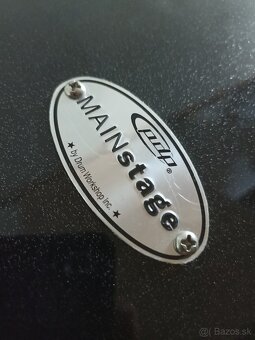 pdp®
MAINstage
★ by Drum Workshop Inc. ★
@( Bazos.sk